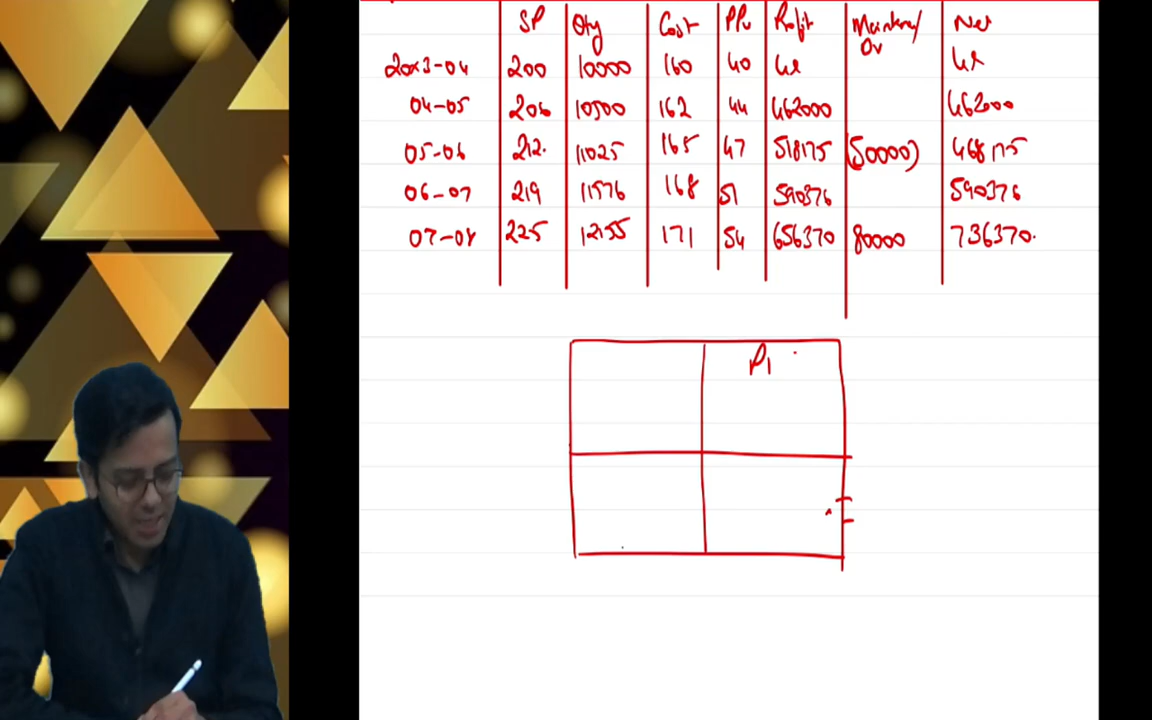 SP Qty Cost PPu Profit Maintena/ Ov Net
20x3-04 200 10000 160 40 4L 4L
04-05 206 10500 162 44 462000 462000
05-06 212. 11025 165 47 518175 (50000) 468175
06-07 219 11576 168 51 590376 590376
07-08 225 12155 171 54 656370 80000 736370.
P1